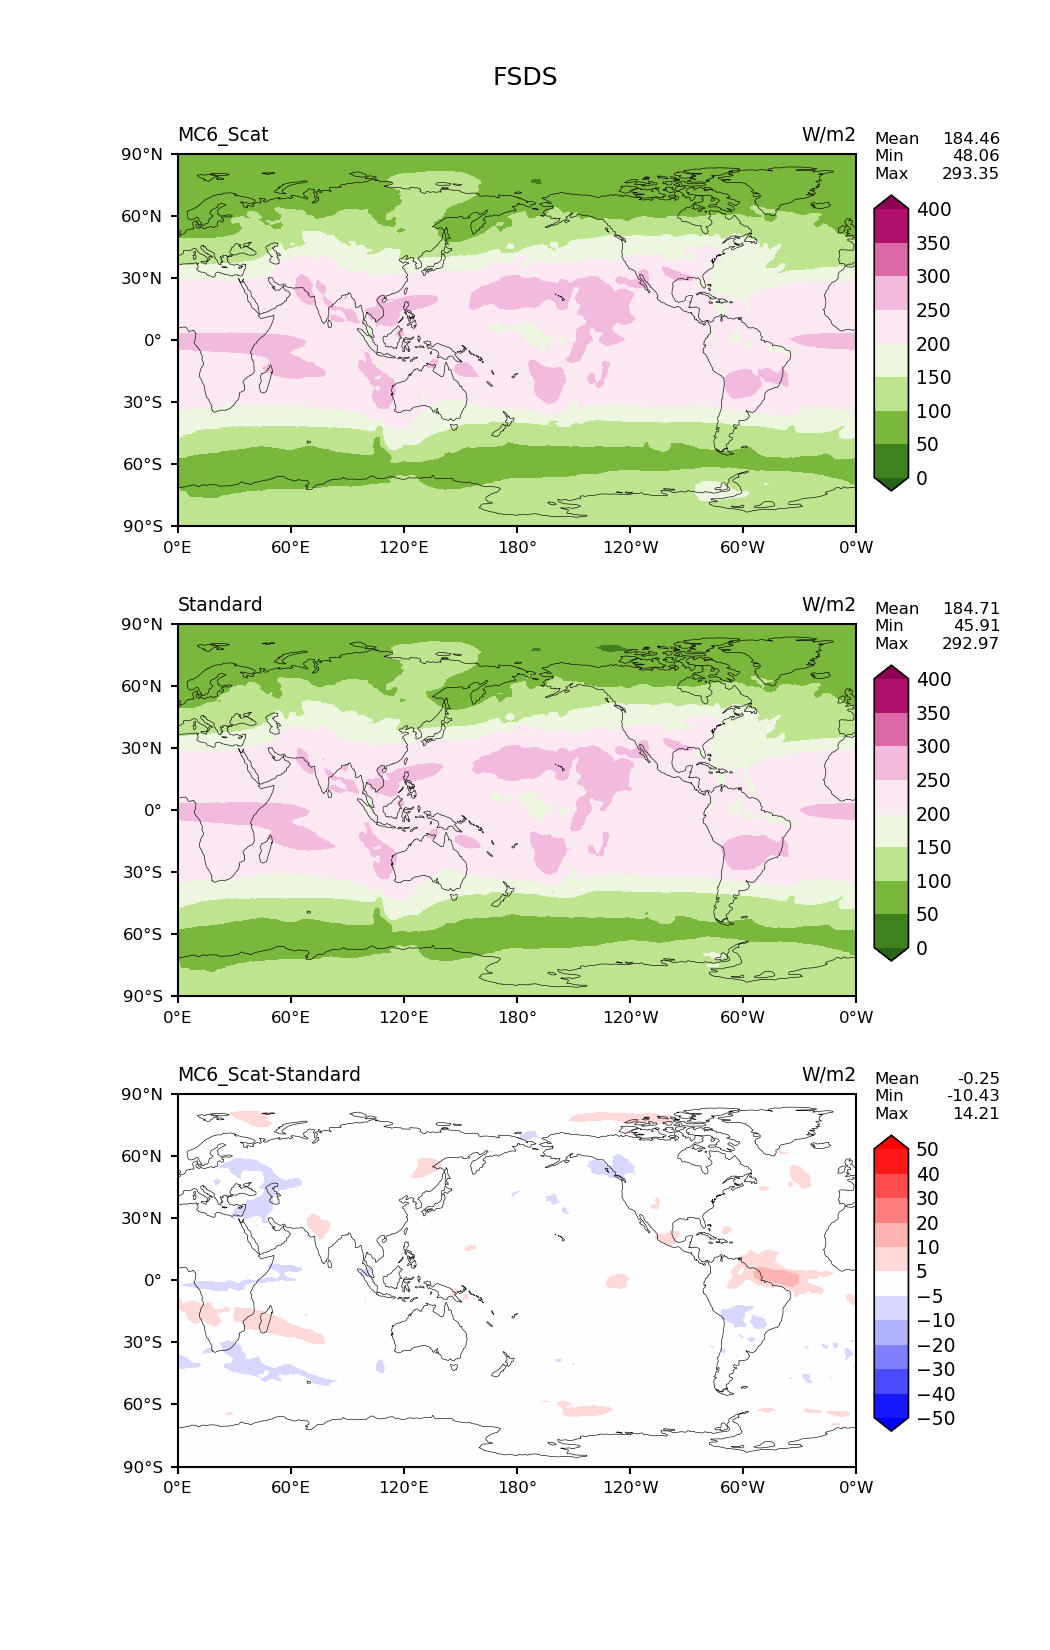 FSDS
MC6_Scat W/m2
Mean 184.46
Min 48.06
Max 293.35
90°N
60°N
30°N
0°
30°S
60°S
90°S
0°E 60°E 120°E 180° 120°W 60°W 0°W
400
350
300
250
200
150
100
50
0
Standard W/m2
Mean 184.71
Min 45.91
Max 292.97
90°N
60°N
30°N
0°
30°S
60°S
90°S
0°E 60°E 120°E 180° 120°W 60°W 0°W
400
350
300
250
200
150
100
50
0
MC6_Scat-Standard W/m2
Mean -0.25
Min -10.43
Max 14.21
90°N
60°N
30°N
0°
30°S
60°S
90°S
0°E 60°E 120°E 180° 120°W 60°W 0°W
50
40
30
20
10
5
−5
−10
−20
−30
−40
−50